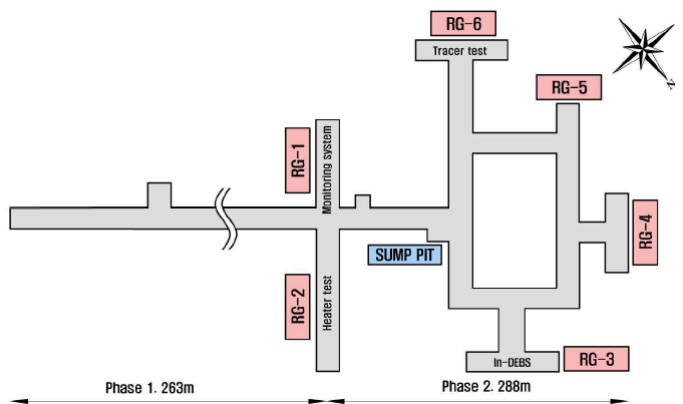 RG-6
Tracer test
N
RG-5
RG-1
Monitoring system
RG-4
SUMP PIT
RG-2
Heater test
In-DEBS
RG-3
Phase 1. 263m
Phase 2. 288m